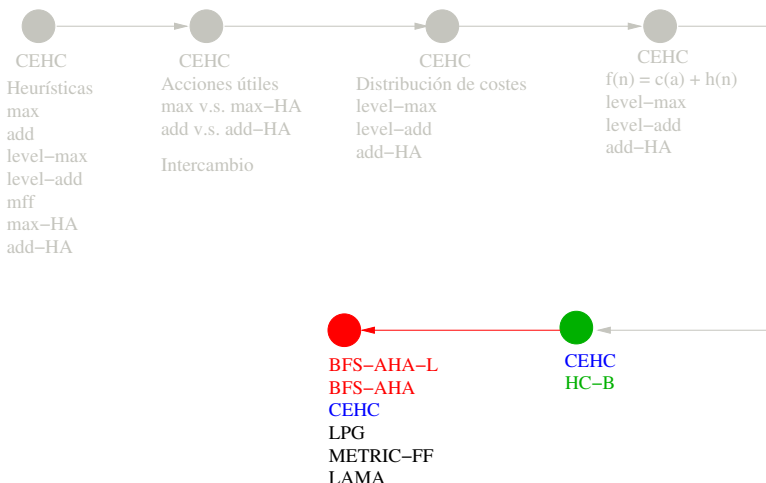 CEHC
Heurísticas
max
add
level−max
level−add
mff
max−HA
add−HA
CEHC
Acciones útiles
max v.s. max−HA
add v.s. add−HA
Intercambio
CEHC
Distribución de costes
level−max
level−add
add−HA
CEHC
f(n) = c(a) + h(n)
level−max
level−add
add−HA
BFS−AHA−L
BFS−AHA
CEHC
LPG
METRIC−FF
LAMA
CEHC
HC−B